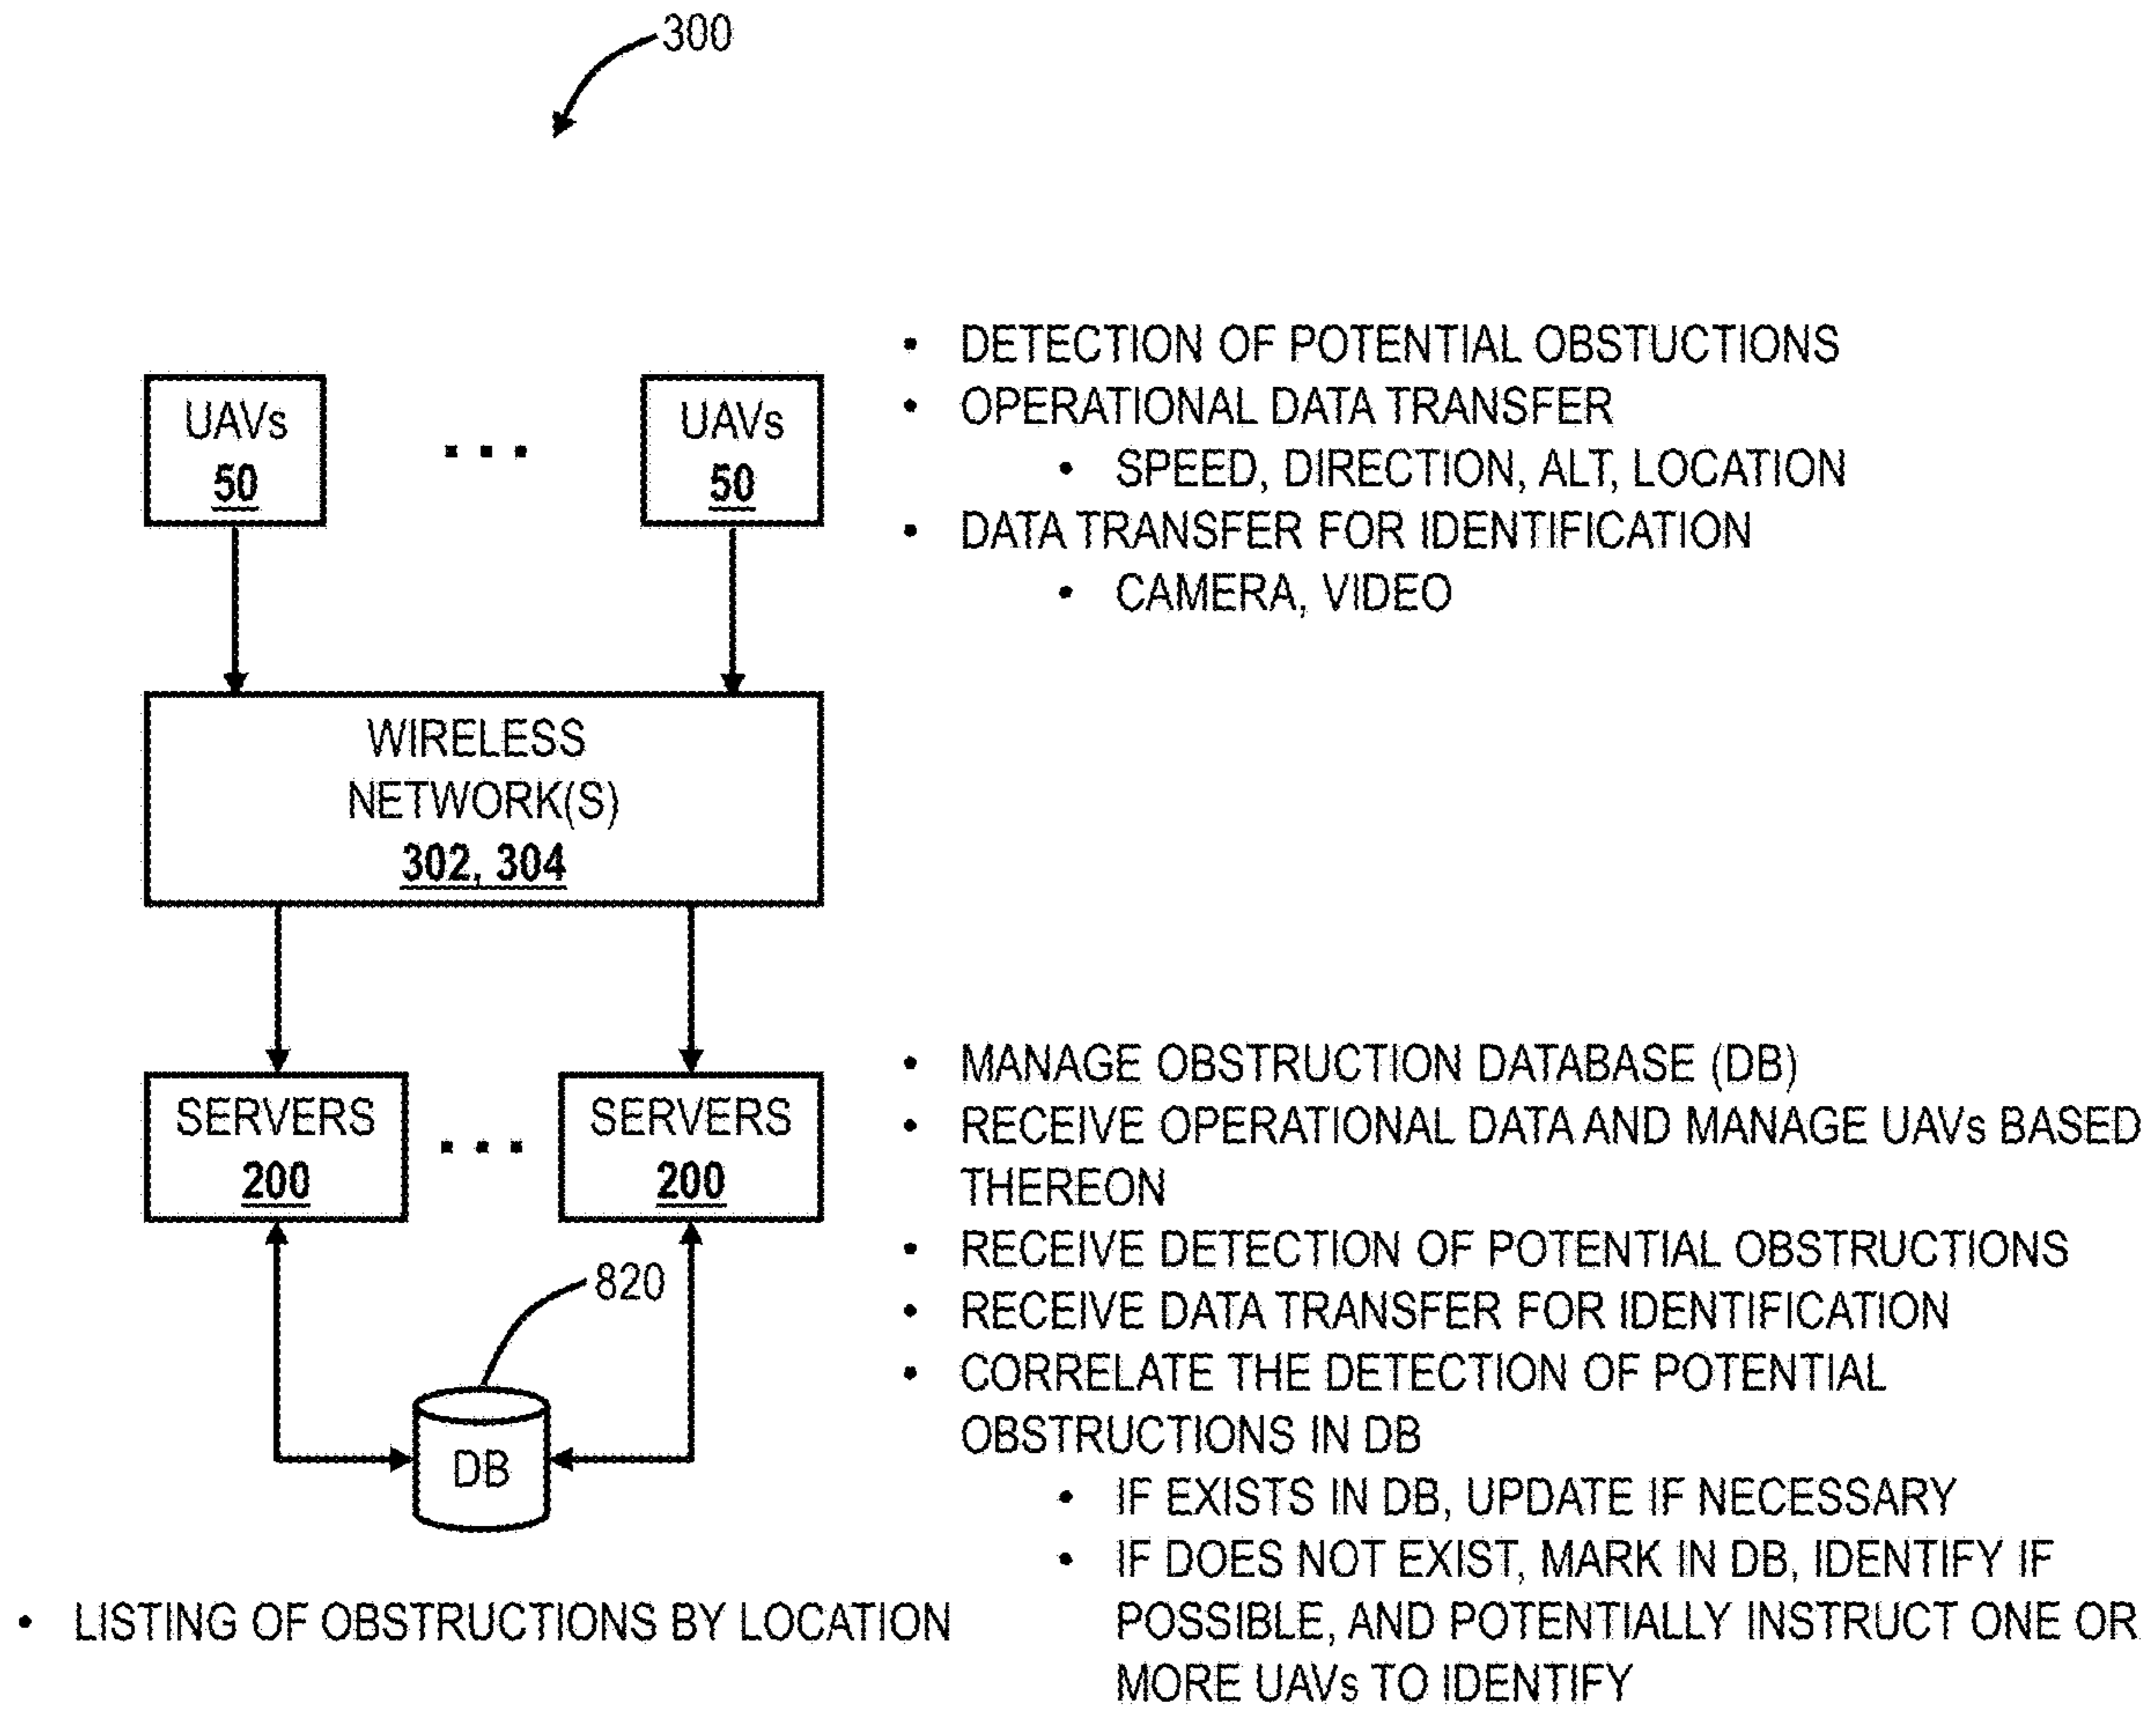 300
UAVs
50
...
UAVs
50
• DETECTION OF POTENTIAL OBSTUCTIONS
• OPERATIONAL DATA TRANSFER
• SPEED, DIRECTION, ALT, LOCATION
• DATA TRANSFER FOR IDENTIFICATION
• CAMERA, VIDEO
WIRELESS
NETWORK(S)
302, 304
SERVERS
200
...
SERVERS
200
820
DB
• LISTING OF OBSTRUCTIONS BY LOCATION
• MANAGE OBSTRUCTION DATABASE (DB)
• RECEIVE OPERATIONAL DATA AND MANAGE UAVs BASED
THEREON
• RECEIVE DETECTION OF POTENTIAL OBSTRUCTIONS
• RECEIVE DATA TRANSFER FOR IDENTIFICATION
• CORRELATE THE DETECTION OF POTENTIAL
OBSTRUCTIONS IN DB
• IF EXISTS IN DB, UPDATE IF NECESSARY
• IF DOES NOT EXIST, MARK IN DB, IDENTIFY IF
POSSIBLE, AND POTENTIALLY INSTRUCT ONE OR
MORE UAVs TO IDENTIFY